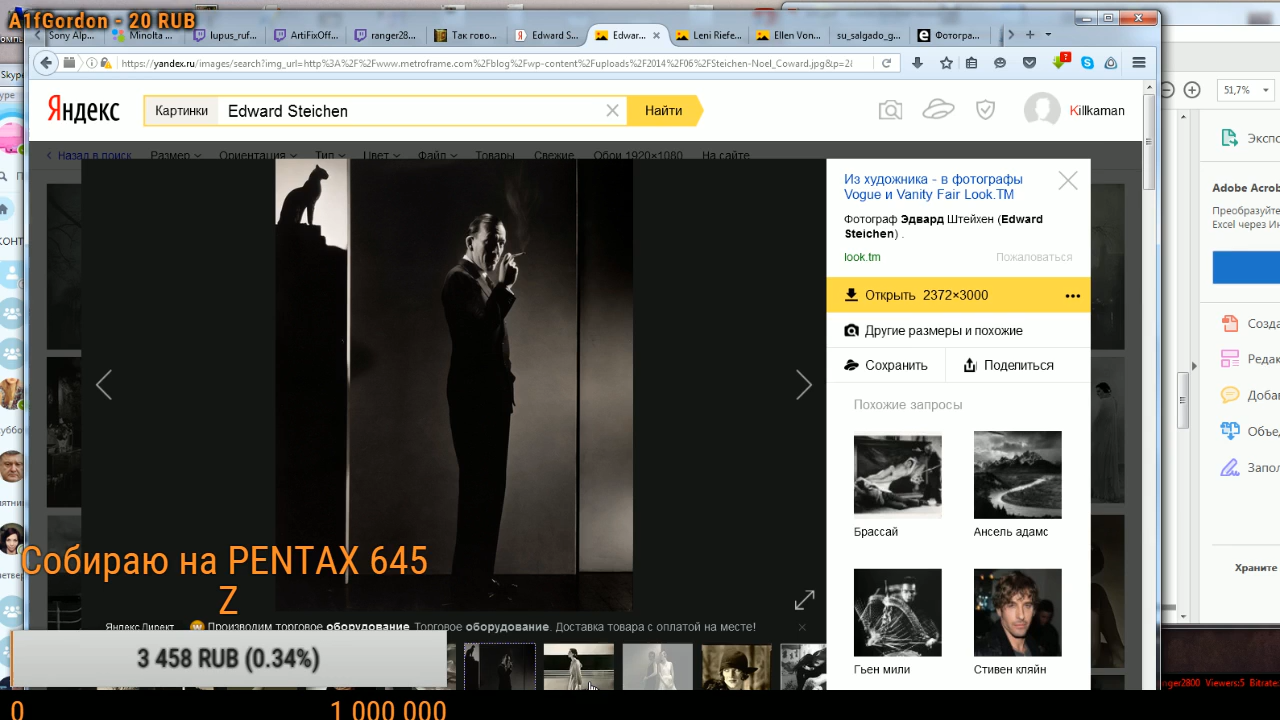 A1fGordon - 20 RUB
Sony Alp...
Minolta ...
lupus_ruf...
ArtiFixOff...
ranger28...
Так гово...
Edward S...
Edwar...
Leni Riefe...
Ellen Von...
su_salgado_g...
Фотогра...
https://yandex.ru/images/search?img_url=http%3A%2F%2Fwww.metroframe.com%2Fblog%2Fwp-content%2Fuploads%2F2014%2F06%2FSteichen-Noel_Coward.jpg&p=2&
Skype
51,7%
Яндекс
Картинки
Edward Steichen
Найти
Killkaman
Экспо
Назад в поиск
Размер
Ориентация
Тип
Цвет
Файл
Товары
Свежие
Обои 1920×1080
На сайте
Из художника - в фотографы
Vogue и Vanity Fair Look.TM
Фотограф Эдвард Штейхен (Edward
Steichen) .
look.tm
Пожаловаться
Adobe Acrob
Преобразуйте
Excel через Ин
КОНТ
Открыть 2372×3000
Другие размеры и похожие
Сохранить
Поделиться
Созда
Редак
Доба
Объед
Запол
Похожие запросы
Брассай
Ансель адамс
Гьен мили
Стивен кляйн
Собираю на PENTAX 645
Z
Храните
Яндекс.Директ
Производим торговое оборудование. Торговое оборудование. Доставка товара с оплатой на месте!
3 458 RUB (0.34%)
nger2800 Viewers:5 Bitrate:
0
1 000 000